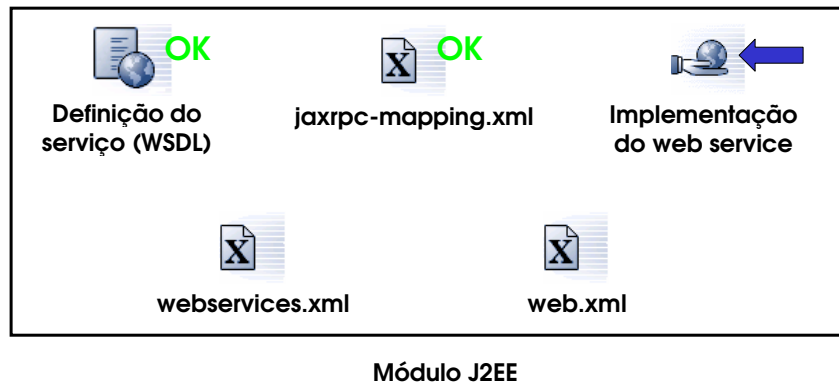 OK
OK
Definição do
serviço (WSDL)
jaxrpc-mapping.xml
Implementação
do web service
X
X
X
webservices.xml
web.xml
Módulo J2EE